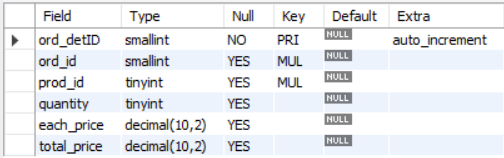 Field Type Null Key Default Extra
ord_detID smallint NO PRI NULL auto_increment
ord_id smallint YES MUL NULL
prod_id tinyint YES MUL NULL
quantity tinyint YES NULL
each_price decimal(10,2) YES NULL
total_price decimal(10,2) YES NULL